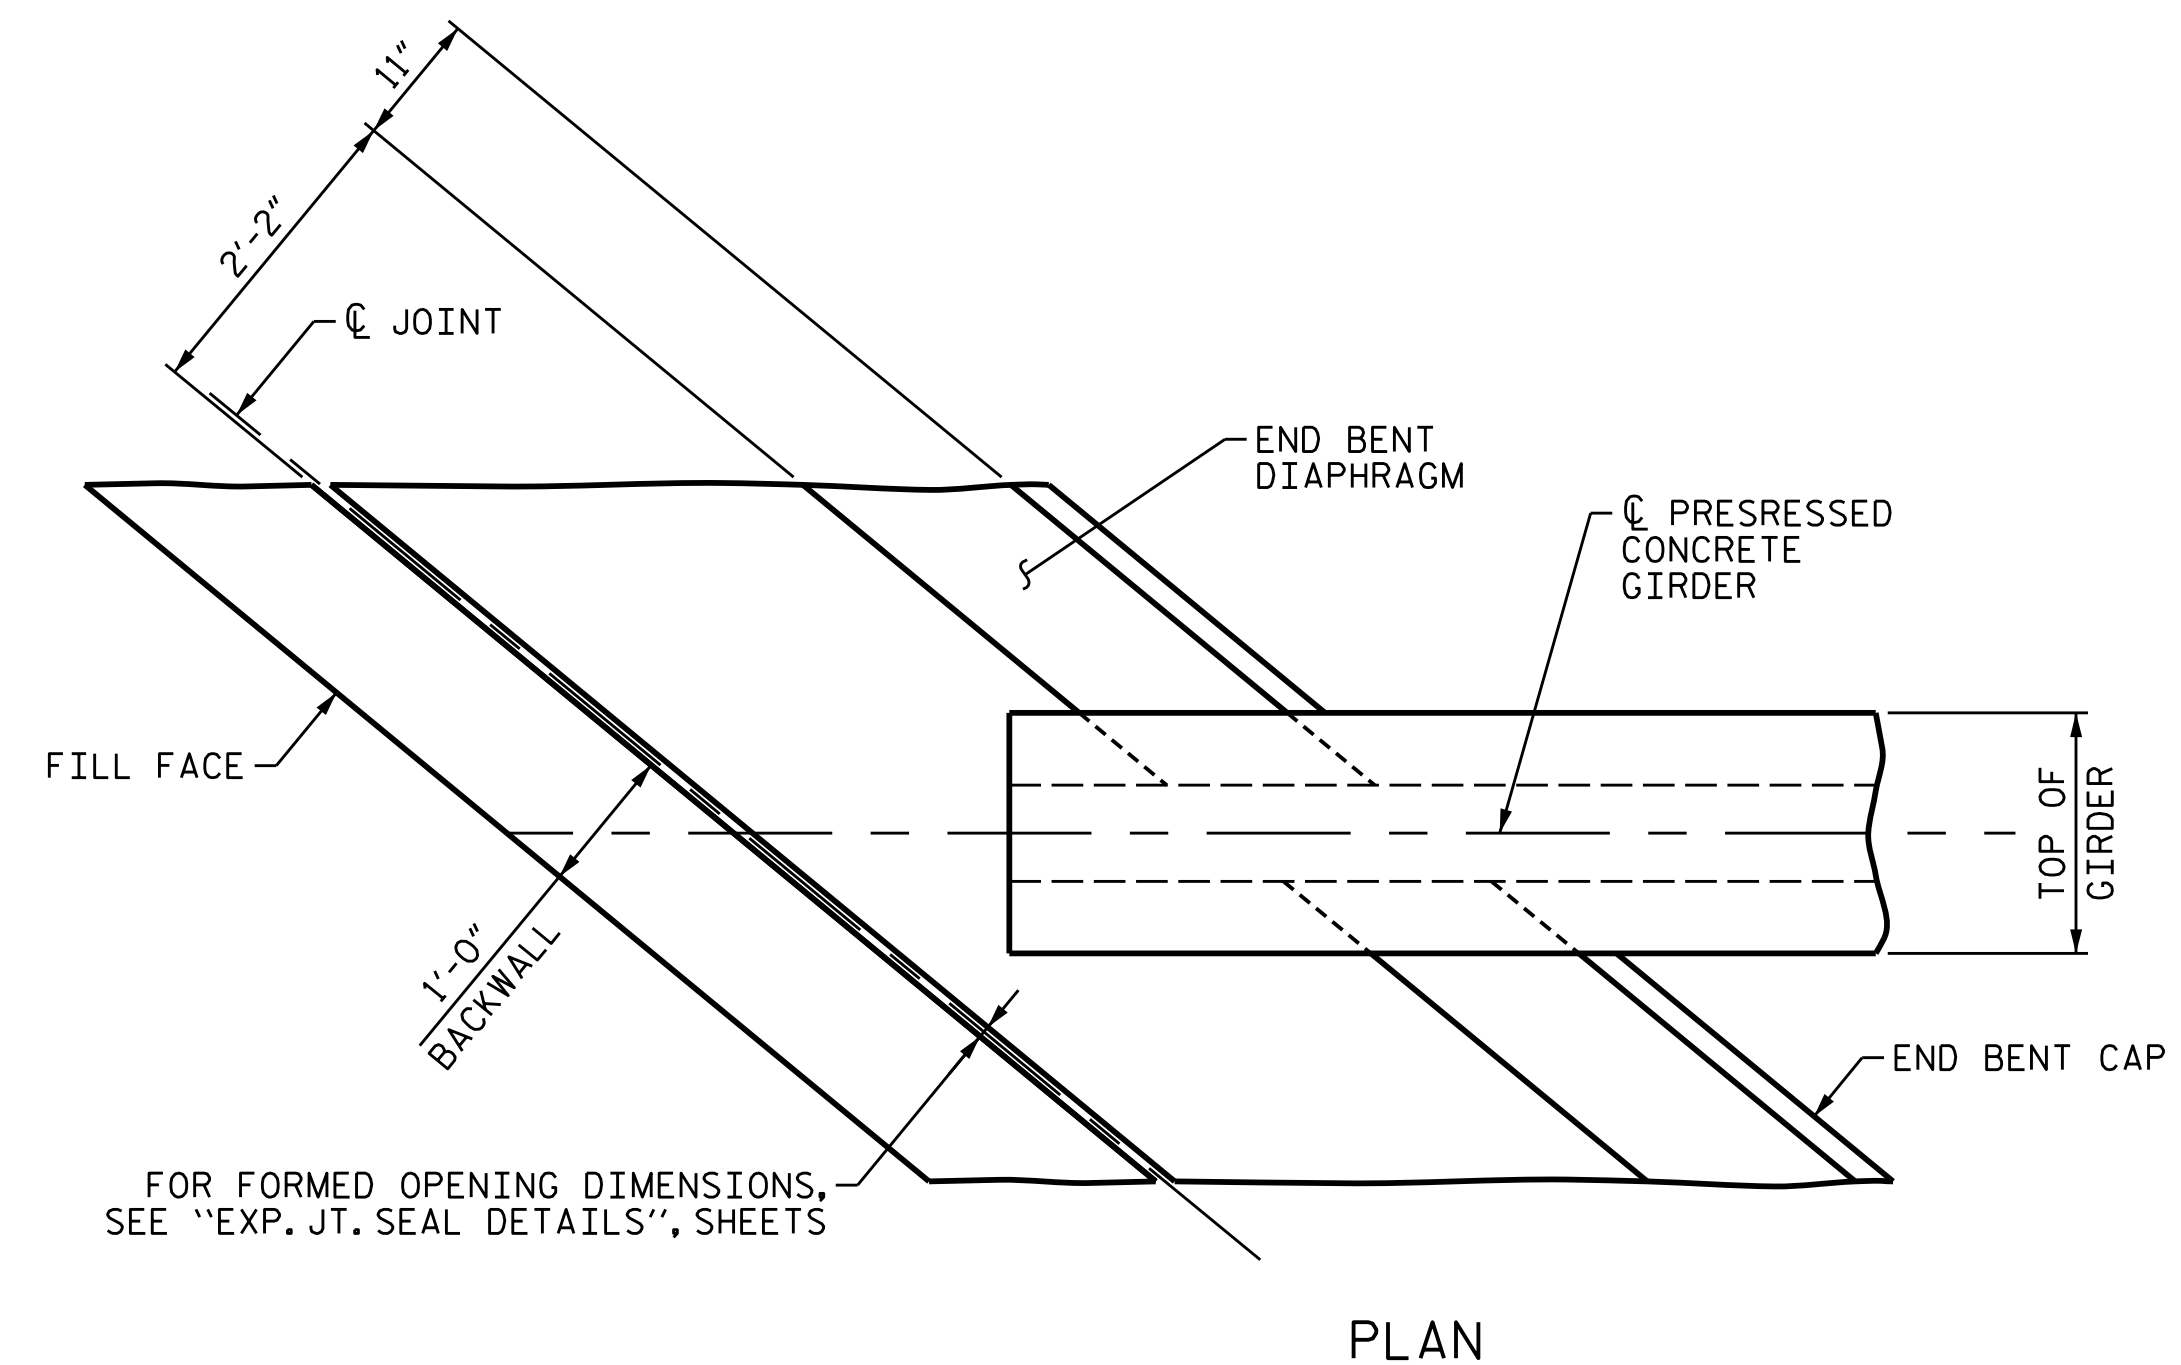 11"
2'-2"
℄ JOINT
END BENT
DIAPHRAGM
℄ PRESRESSED
CONCRETE
GIRDER
FILL FACE
TOP OF
GIRDER
1'-0"
BACKWALL
END BENT CAP
FOR FORMED OPENING DIMENSIONS,
SEE "EXP. JT. SEAL DETAILS", SHEETS
PLAN